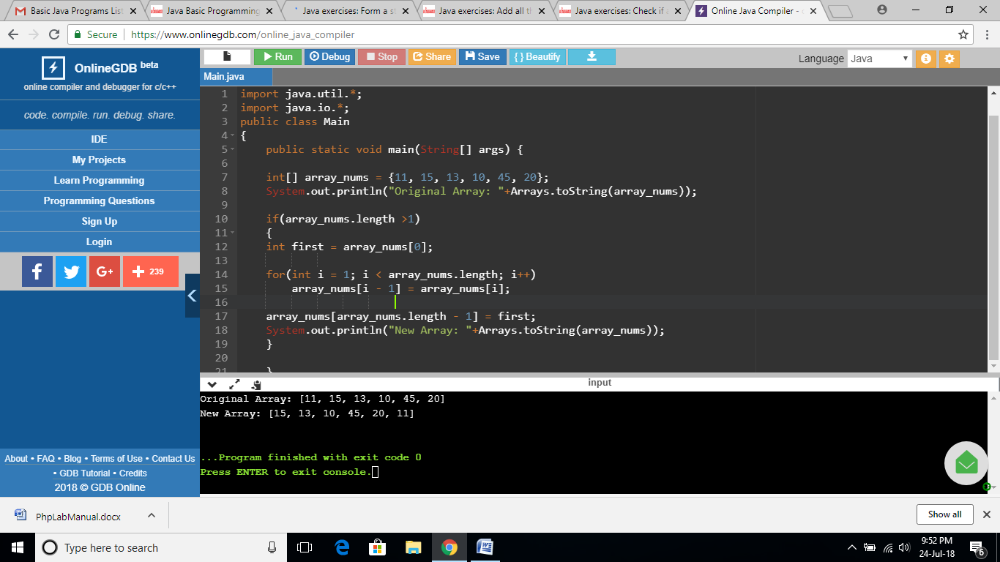 Basic Java Programs List
Java Basic Programming
Java exercises: Form a st
Java exercises: Add all th
Java exercises: Check if a
Online Java Compiler - o
Secure
https://www.onlinegdb.com/online_java_compiler
OnlineGDB beta
online compiler and debugger for c/c++
code. compile. run. debug. share.
IDE
My Projects
Learn Programming
Programming Questions
Sign Up
Login
f
G+
239
About • FAQ • Blog • Terms of Use • Contact Us
• GDB Tutorial • Credits
2018 © GDB Online
Run
Debug
Stop
Share
Save
{ } Beautify
Language Java
Main.java
1 import java.util.*;
2 import java.io.*;
3 public class Main
4 {
5 public static void main(String[] args) {
6
7 int[] array_nums = {11, 15, 13, 10, 45, 20};
8 System.out.println("Original Array: "+Arrays.toString(array_nums));
9
10 if(array_nums.length >1)
11 {
12 int first = array_nums[0];
13
14 for(int i = 1; i < array_nums.length; i++)
15 array_nums[i - 1] = array_nums[i];
16
17 array_nums[array_nums.length - 1] = first;
18 System.out.println("New Array: "+Arrays.toString(array_nums));
19 }
20
21 }
input
Original Array: [11, 15, 13, 10, 45, 20]
New Array: [15, 13, 10, 45, 20, 11]
...Program finished with exit code 0
Press ENTER to exit console.
PhpLabManual.docx
Show all
Type here to search
9:52 PM
24-Jul-18
6